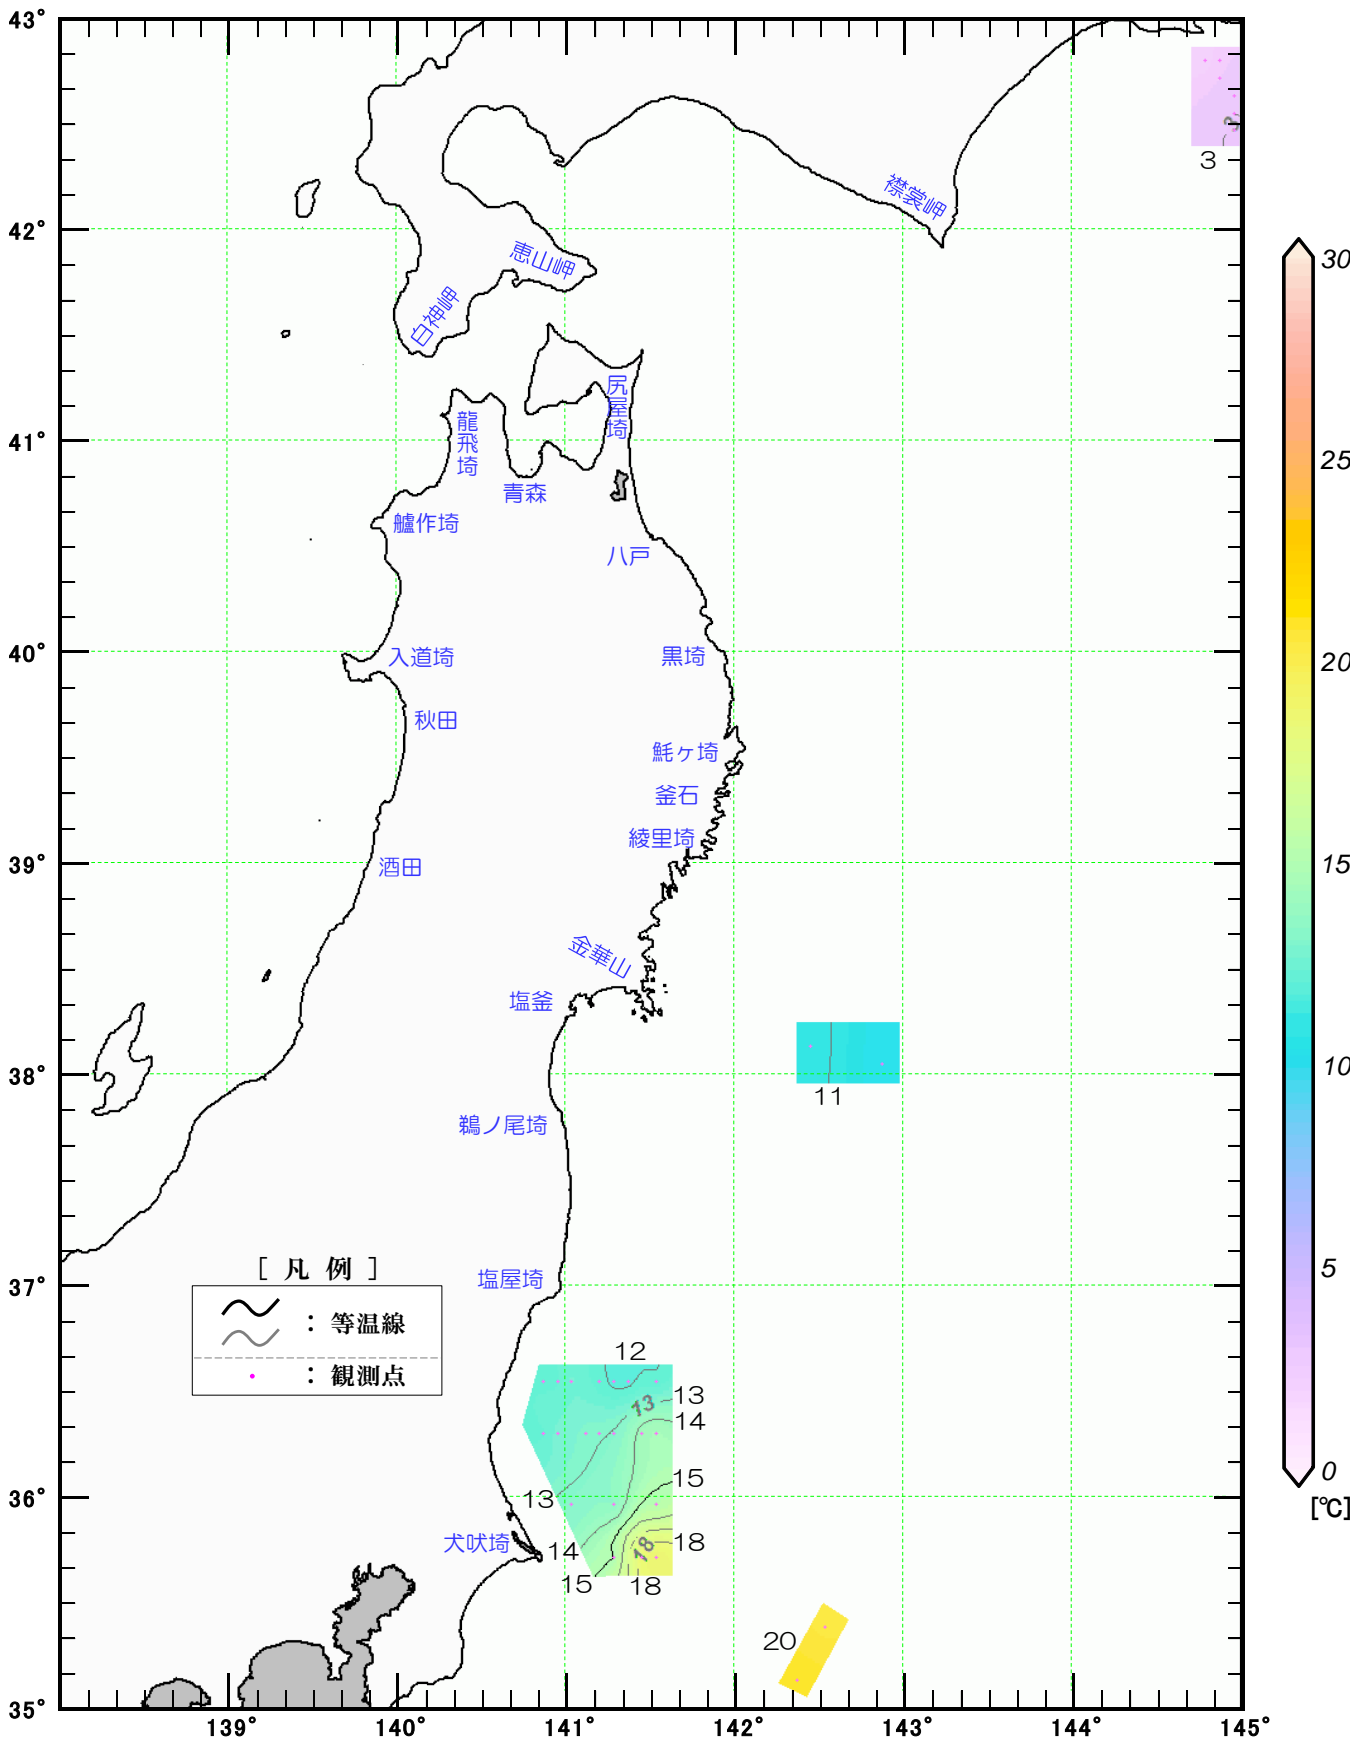 43°
42°
41°
40°
39°
38°
37°
36°
35°
139°
140°
141°
142°
143°
144°
145°
襟裳岬
恵山岬
白神岬
尻屋埼
龍飛埼
青森
艫作埼
八戸
入道埼
黒埼
秋田
魹ヶ埼
釜石
綾里埼
酒田
金華山
塩釜
鵜ノ尾埼
塩屋埼
犬吠埼
3
3
11
12
13
13
14
15
13
14
15
18
18
18
20
[ 凡 例 ]
: 等温線
: 観測点
30
25
20
15
10
5
0
[℃]